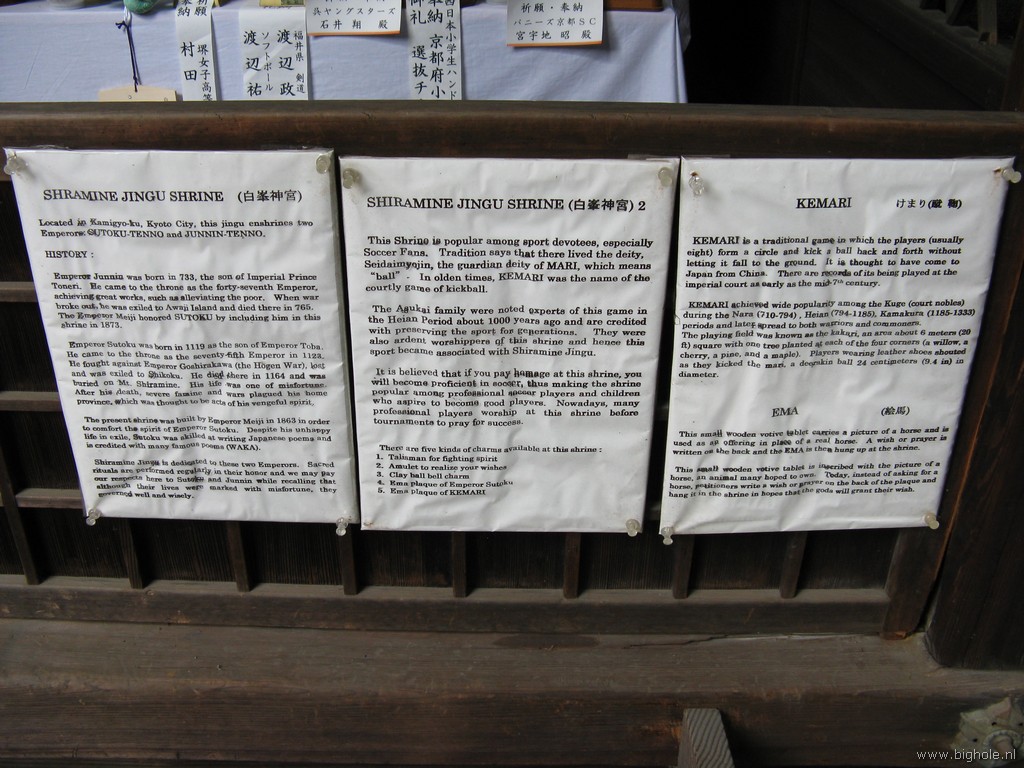 祈願
奉納
堺女子高等
村田
福井県 剣道
渡辺 政
ソフトボール
渡辺 祐
呉ヤングスターズ
石井 翔 殿
西日本小学生ハンド
奉納 京都府小
御礼 選抜チ
祈願・奉納
バニーズ京都SC
宮宇地 昭 殿
SHRAMINE JINGU SHRINE (白峯神宮)
Located in Kamigyo-ku, Kyoto City, this jingu enshrines two
Emperors: SUTOKU-TENNO and JUNNIN-TENNO.
HISTORY :
Emperor Junnin was born in 733, the son of Imperial Prince
Toneri. He came to the throne as the forty-seventh Emperor,
achieving great works, such as alleviating the poor. When war
broke out, he was exiled to Awaji Island and died there in 765.
The Emperor Meiji honored SUTOKU by including him in this
shrine in 1873.
Emperor Sutoku was born in 1119 as the son of Emperor Toba.
He came to the throne as the seventy-fifth Emperor in 1123.
He fought against Emperor Goshirakawa (the Hogen War), lost
and was exiled to Shikoku. He died there in 1164 and was
buried on Mt. Shiramine. His life was one of misfortune.
After his death, severe famine and wars plagued his home
province, which was thought to be acts of his vengeful spirit.
The present shrine was built by Emperor Meiji in 1863 in order
to comfort the spirit of Emperor Sutoku. Despite his unhappy
life in exile, Sutoku was skilled at writing Japanese poems and
is credited with many famous poems (WAKA).
Shiramine Jingu is dedicated to these two Emperors. Sacred
rituals are performed regularly in their honor and we may pay
our respects here to Sutoku and Junnin while recalling that
although their lives were marked with misfortune, they
governed well and wisely.
SHIRAMINE JINGU SHRINE (白峯神宮) 2
This Shrine is popular among sport devotees, especially
Soccer Fans. Tradition says that there lived the deity,
Seidaimyojin, the guardian deity of MARI, which means
"ball". In olden times, KEMARI was the name of the
courtly game of kickball.
The Agukai family were noted experts of this game in
the Heian Period about 1000 years ago and are credited
with preserving the sport for generations. They were
also ardent worshippers of this shrine and hence this
sport became associated with Shiramine Jingu.
It is believed that if you pay homage at this shrine, you
will become proficient in soccer, thus making the shrine
popular among professional soccer players and children
who aspire to become good players. Nowadays, many
professional players worship at this shrine before
tournaments to pray for success.
There are five kinds of charms available at this shrine :
1. Talisman for fighting spirit
2. Amulet to realize your wishes
3. Clay ball bell charm
4. Ema plaque of Emperor Sutoku
5. Ema plaque of KEMARI
KEMARI けまり(蹴 鞠)
KEMARI is a traditional game in which the players (usually
eight) form a circle and kick a ball back and forth without
letting it fall to the ground. It is thought to have come to
Japan from China. There are records of its being played at the
imperial court as early as the mid-7th century.
KEMARI achieved wide popularity among the Kuge (court nobles)
during the Nara (710-794) , Heian (794-1185), Kamakura (1185-1333)
periods and later spread to both warriors and commoners.
The playing field was known as the kakari, an area about 6 meters (20
ft) square with one tree planted at each of the four corners (a willow, a
cherry, a pine, and a maple). Players wearing leather shoes shouted
as they kicked the mari, a deerskin ball 24 centimeters (9.4 in) in
diameter.
EMA (絵馬)
This small wooden votive tablet carries a picture of a horse and is
used as an offering in place of a real horse. A wish or prayer is
written on the back and the EMA is then hung up at the shrine.
This small wooden votive tablet is inscribed with the picture of a
horse, an animal many hoped to own. Today, instead of asking for a
horse, petitioners write a wish or prayer on the back of the plaque and
hang it in the shrine in hopes that the gods will grant their wish.
www.bighole.nl